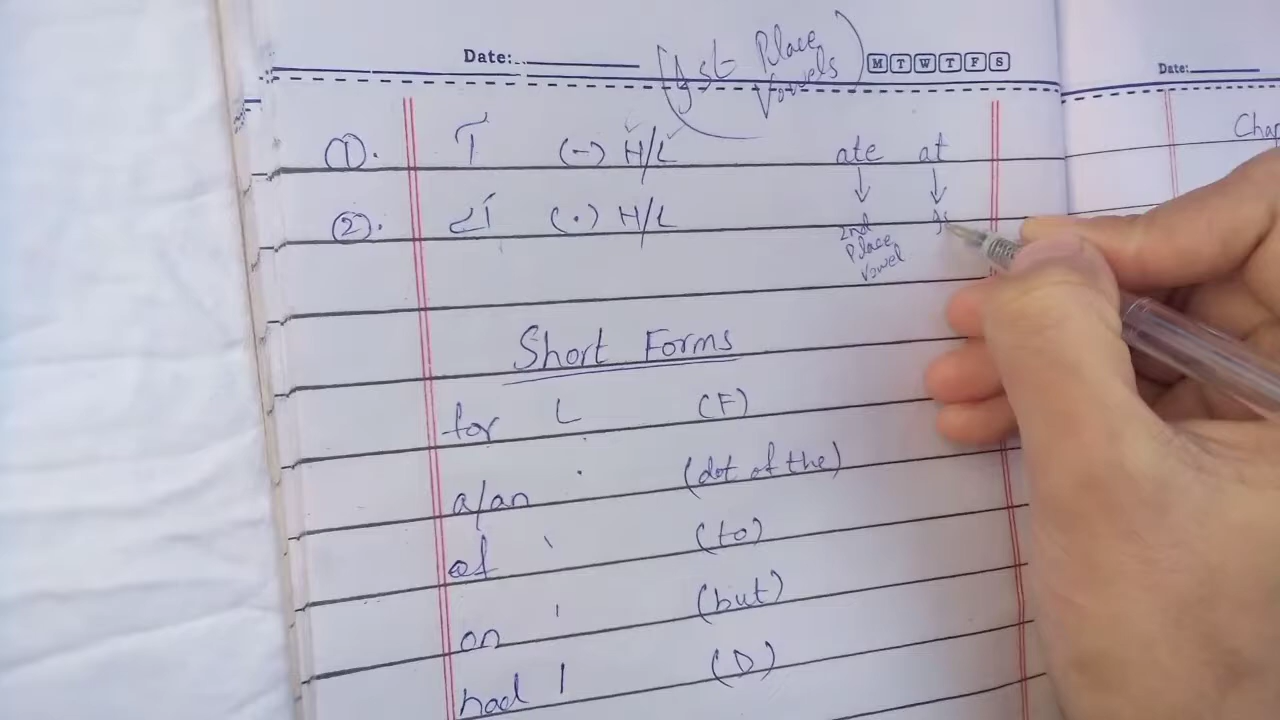 Date:
(1st Place
Vowels)
M T W T F S
Date:
Chap
(1). (-) H/L ate at
(2). (.) H/L
2nd
Place
Vowel
Short Forms
for (F)
a/an (dot of the)
of (to)
on (but)
had (D)